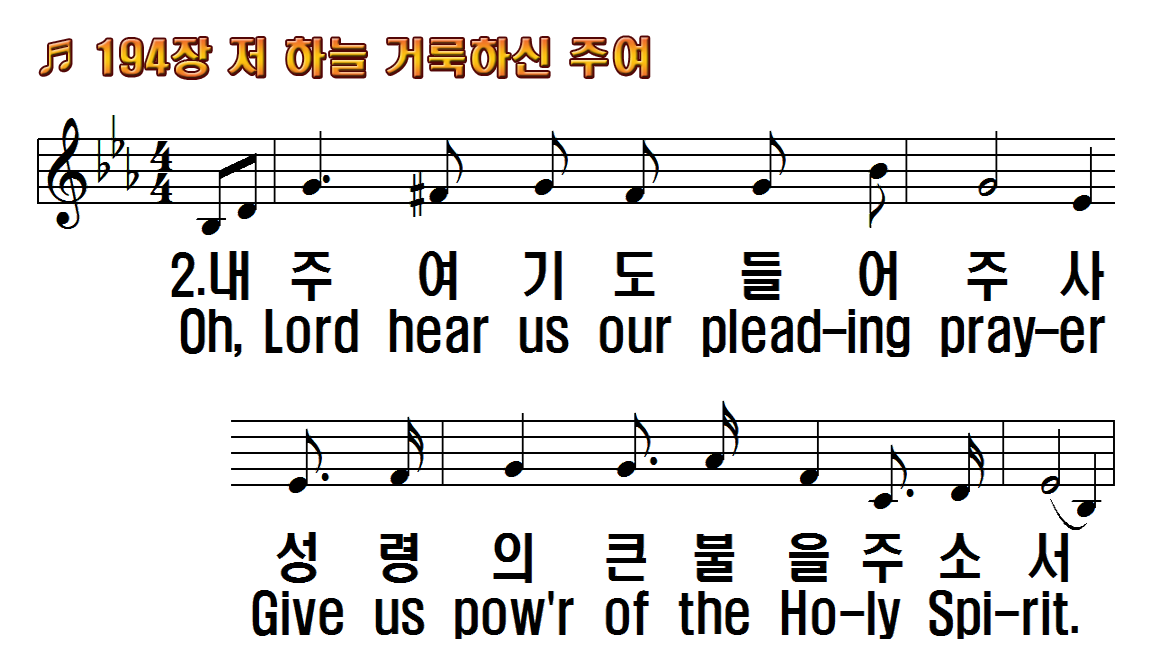 194장 저 하늘 거룩하신 주여
2.내 주 여 기 도 들 어 주 사
Oh, Lord hear us our plead-ing pray-er
성 령 의 큰 불 을 주 소 서
Give us pow'r of the Ho-ly Spi-rit.